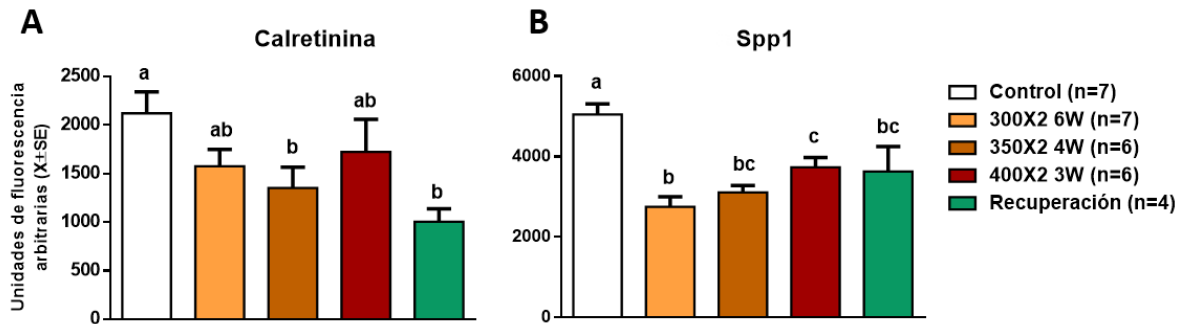 A
Calretinina
Unidades de fluorescencia
arbitrarias (X±SE)
2500
2000
1500
1000
500
0
a
ab
b
ab
b
B
Spp1
6000
4000
2000
0
a
b
bc
c
bc
Control (n=7)
300X2 6W (n=7)
350X2 4W (n=6)
400X2 3W (n=6)
Recuperación (n=4)